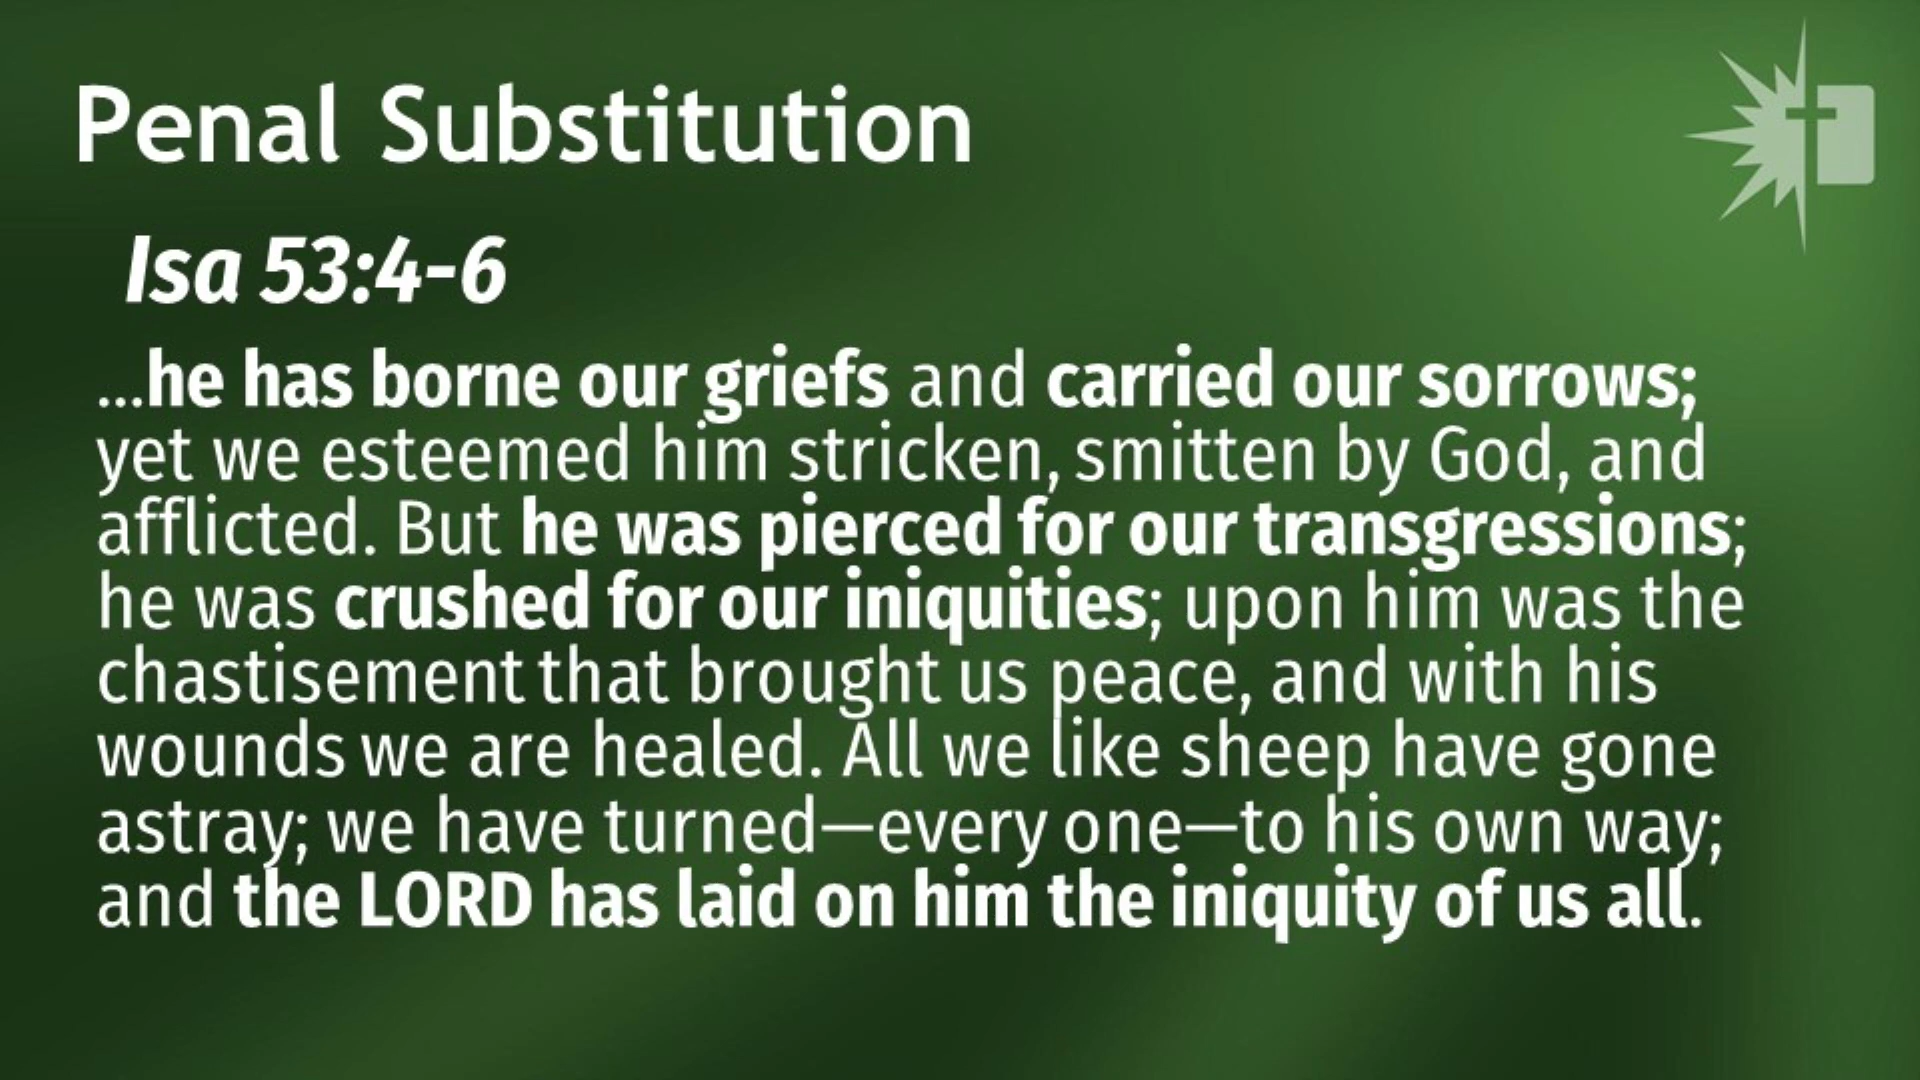 Penal Substitution
Isa 53:4-6
...he has borne our griefs and carried our sorrows;
yet we esteemed him stricken, smitten by God, and
afflicted. But he was pierced for our transgressions;
he was crushed for our iniquities; upon him was the
chastisement that brought us peace, and with his
wounds we are healed. All we like sheep have gone
astray; we have turned—every one—to his own way;
and the LORD has laid on him the iniquity of us all.